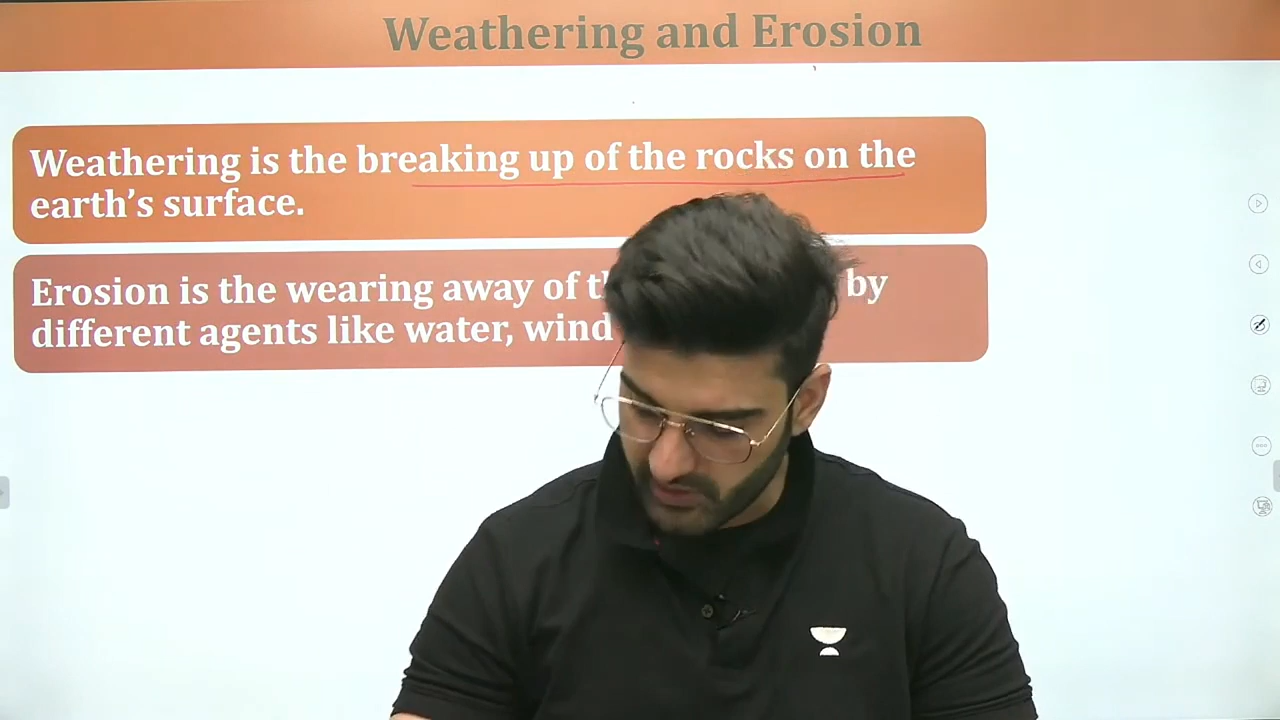 Weathering and Erosion
Weathering is the breaking up of the rocks on the
earth’s surface.
Erosion is the wearing away of by
different agents like water, wind